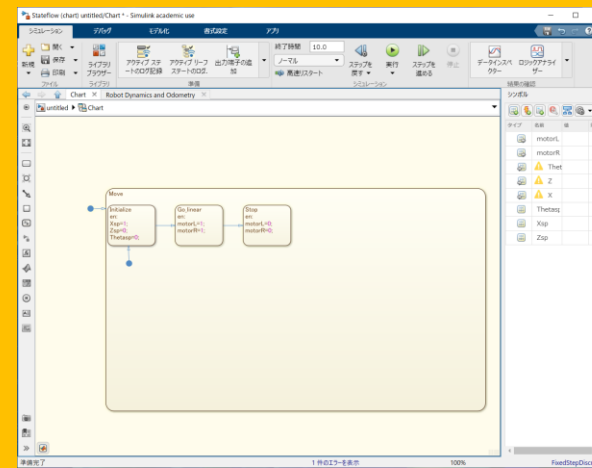 Stateflow (chart) untitled/Chart * - Simulink academic use
シミュレーション デバッグ モデル化 書式設定 アプリ
新規
開く
保存
印刷
ファイル
ライブラリ
ブラウザー
ライブラリ
アクティブ ステ
ートのログ記録
アクティブ リーフ
ステートのログ.
出力端子の追
加
準備
終了時間 10.0
ノーマル
高速リスタート
ステップを
戻す
実行
ステップを
進める
停止
シミュレーション
データ インスペ
クター
ロジック アナライ
ザー
結果の確認
Chart Robot Dynamics and Odometry
untitled Chart
シンボル
タイプ 名前 値
motorL
motorR
Thet
Z
X
Thetasp
Xsp
Zsp
Move
Initialize
en:
Xsp=1;
Zsp=0;
Thetasp=0;
Go_linear
en:
motorL=1;
motorR=1;
Stop
en:
motorL=0;
motorR=0;
準備完了 1 件のエラーを表示 100% FixedStepDiscr